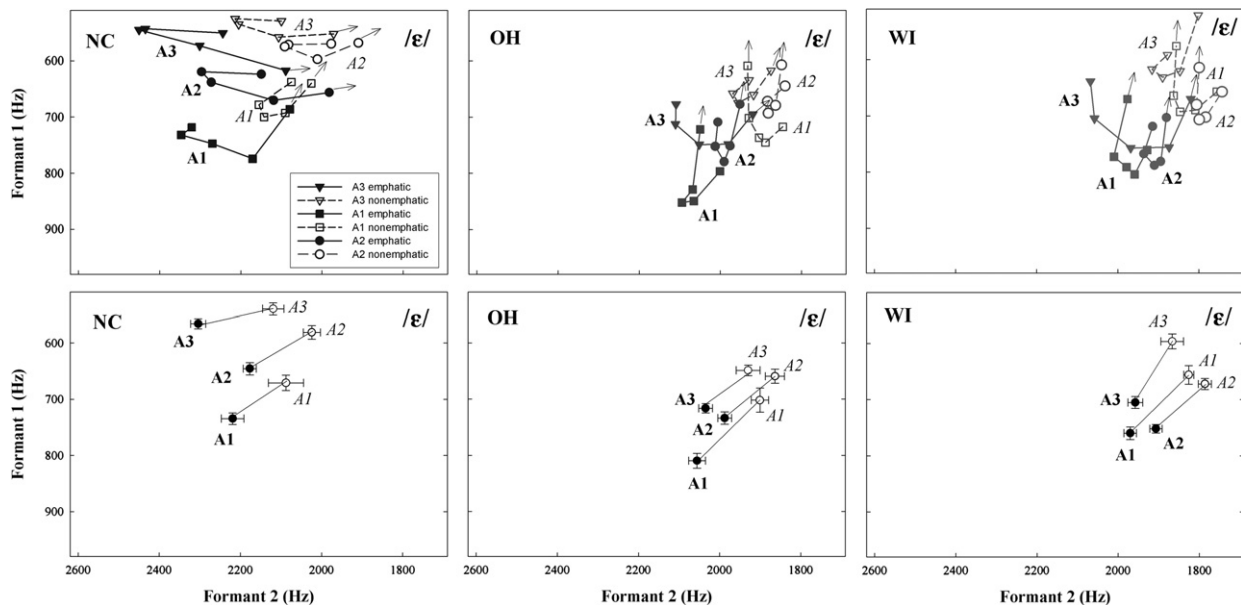 NC /ɛ/
600
700
800
900
Formant 1 (Hz)
A3
A3
A2
A2
A1
A1
A3 emphatic
A3 nonemphatic
A1 emphatic
A1 nonemphatic
A2 emphatic
A2 nonemphatic
OH /ɛ/
A3
A3
A2
A2
A1
A1
WI /ɛ/
A3
A3
A1
A1
A2
A2
NC /ɛ/
600
700
800
900
Formant 1 (Hz)
A3
A3
A2
A2
A1
A1
2600 2400 2200 2000 1800
Formant 2 (Hz)
OH /ɛ/
A3
A3
A2
A2
A1
A1
2600 2400 2200 2000 1800
Formant 2 (Hz)
WI /ɛ/
A3
A3
A1
A1
A2
A2
2600 2400 2200 2000 1800
Formant 2 (Hz)